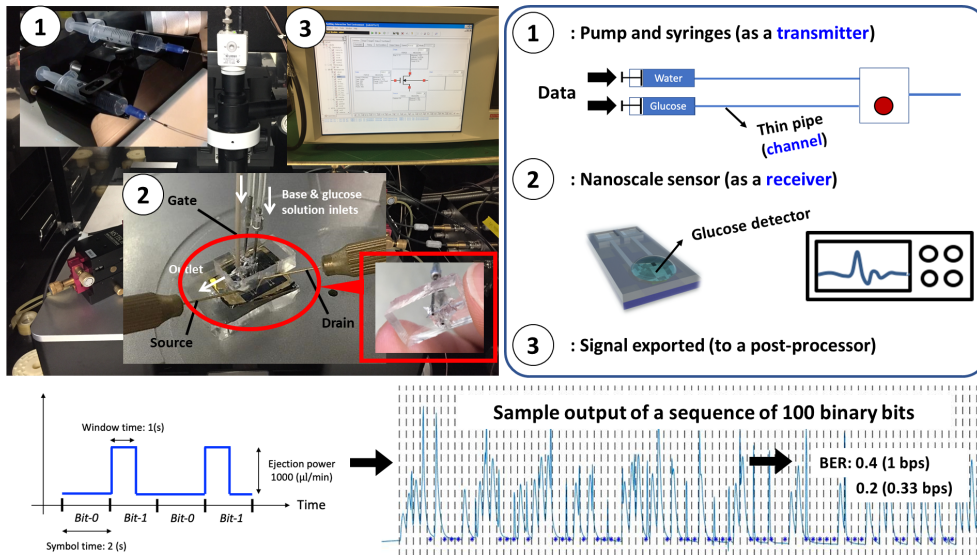 1
3
2
Gate
Base & glucose
solution inlets
Outlet
Source
Drain
1
: Pump and syringes (as a transmitter)
Data
Water
Glucose
Thin pipe
(channel)
2
: Nanoscale sensor (as a receiver)
Glucose detector
3
: Signal exported (to a post-processor)
Window time: 1(s)
Ejection power
1000 (μl/min)
Time
Bit-0
Bit-1
Bit-0
Bit-1
Symbol time: 2 (s)
Sample output of a sequence of 100 binary bits
BER: 0.4 (1 bps)
0.2 (0.33 bps)